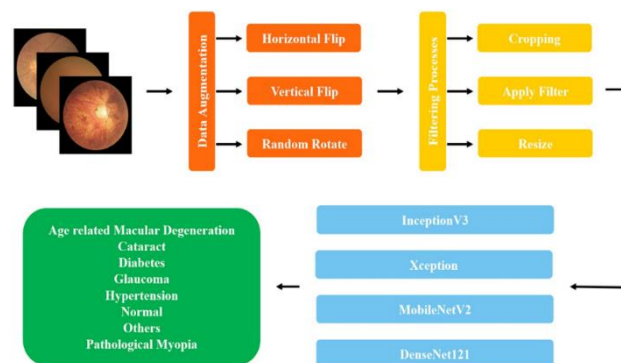 Data Augmentation
Horizontal Flip
Vertical Flip
Random Rotate
Filtering Processes
Cropping
Apply Filter
Resize
InceptionV3
Xception
MobileNetV2
DenseNet121
Age related Macular Degeneration
Cataract
Diabetes
Glaucoma
Hypertension
Normal
Others
Pathological Myopia